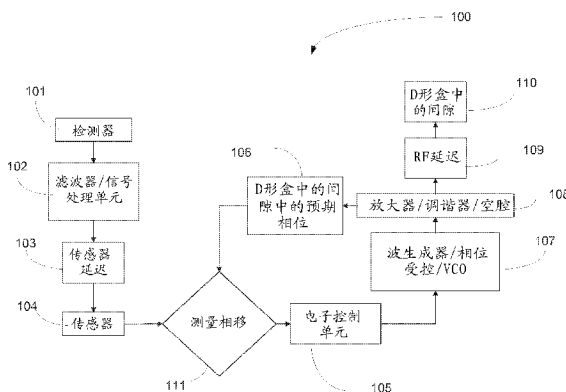 100
101
检测器
102
滤波器/信号
处理单元
103
传感器
延迟
104
传感器
111
测量相移
106
D形盒中的间
隙中的预期
相位
105
电子控制
单元
107
波生成器/相位
受控/VCO
108
放大器/调谐器/空腔
109
RF延迟
110
D形盒中
的间隙